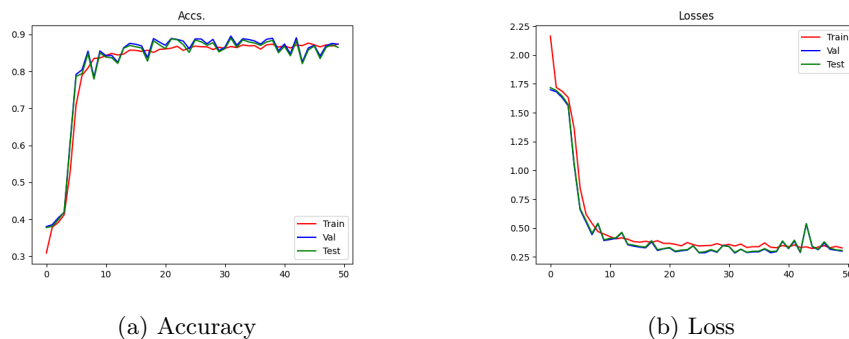 Accs.
0.9
0.8
0.7
0.6
0.5
0.4
0.3
0 10 20 30 40 50
Train
Val
Test
(a) Accuracy
Losses
2.25
2.00
1.75
1.50
1.25
1.00
0.75
0.50
0.25
0 10 20 30 40 50
Train
Val
Test
(b) Loss